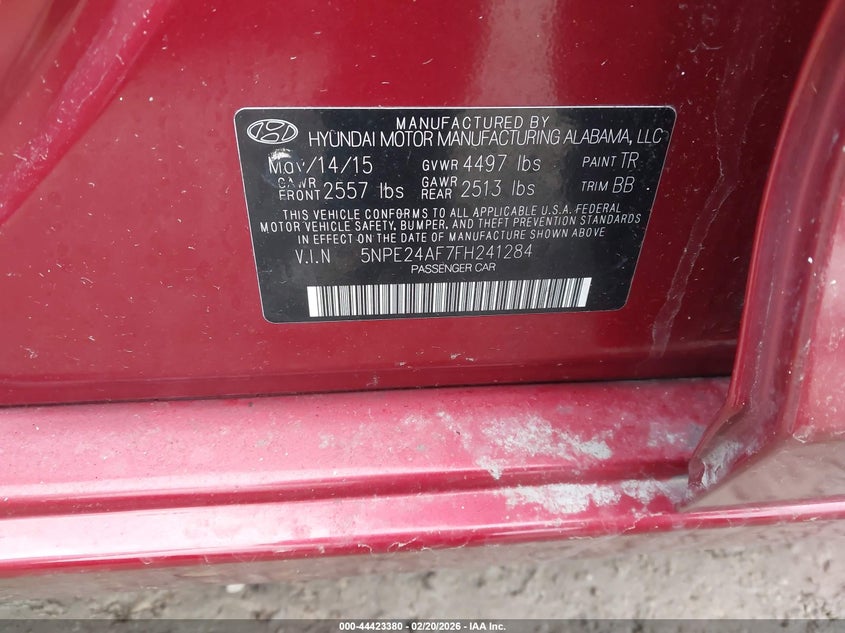 MANUFACTURED BY
HYUNDAI MOTOR MANUFACTURING ALABAMA, LLC
May/14/15 GVWR 4497 lbs PAINT TR
GAWR FRONT 2557 lbs GAWR REAR 2513 lbs TRIM BB
THIS VEHICLE CONFORMS TO ALL APPLICABLE U.S.A. FEDERAL
MOTOR VEHICLE SAFETY, BUMPER, AND THEFT PREVENTION STANDARDS
IN EFFECT ON THE DATE OF MANUFACTURE SHOWN ABOVE
V.I.N 5NPE24AF7FH241284
PASSENGER CAR
000-44423380 - 02/20/2026 - IAA Inc.